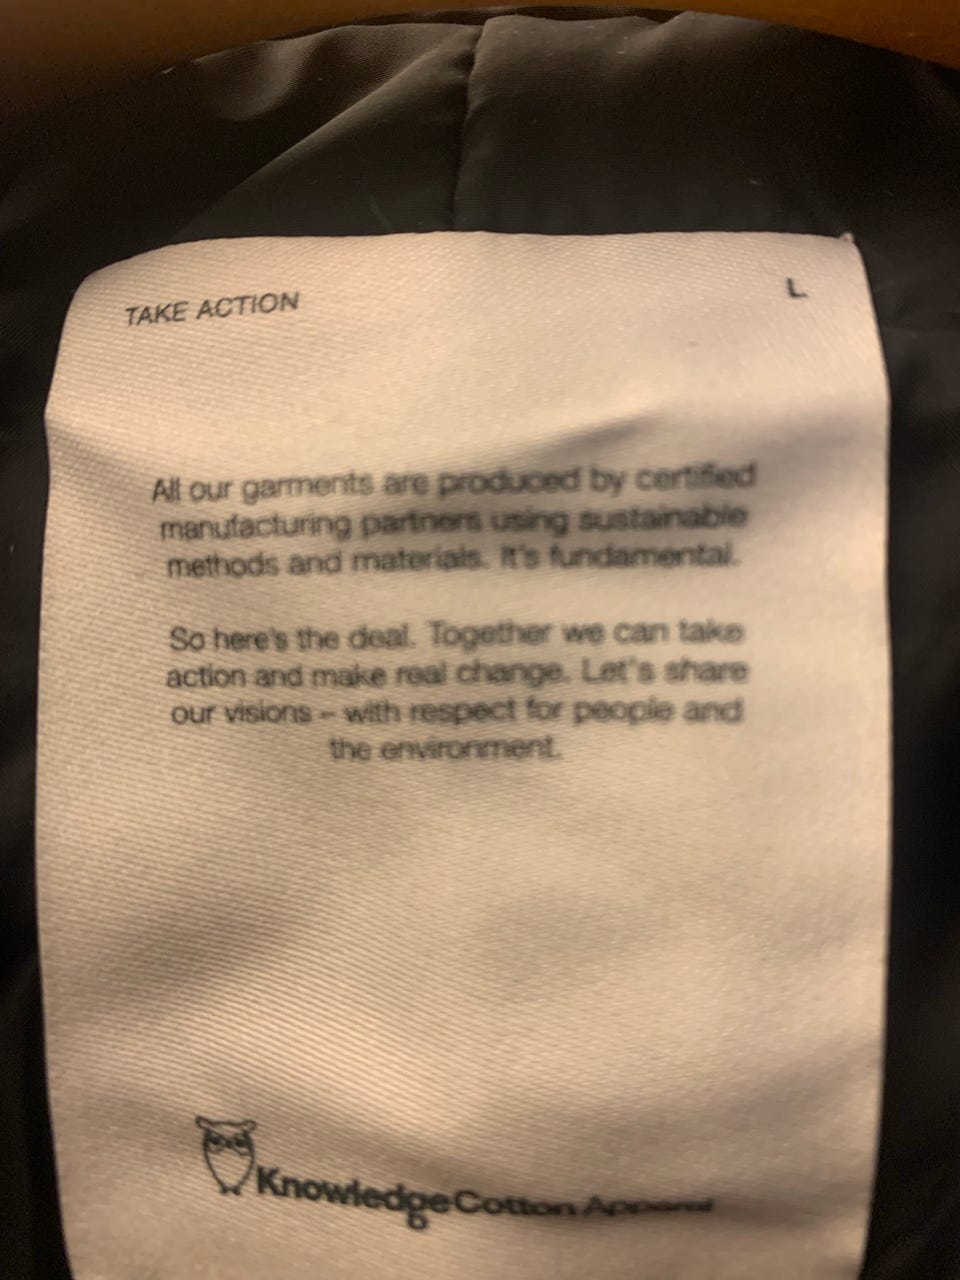 TAKE ACTION
L
All our garments are produced by certified
manufacturing partners using sustainable
methods and materials. It's fundamental.
So here's the deal. Together we can take
action and make real change. Let's share
our visions – with respect for people and
the environment.
KnowledgeCotton Apparel